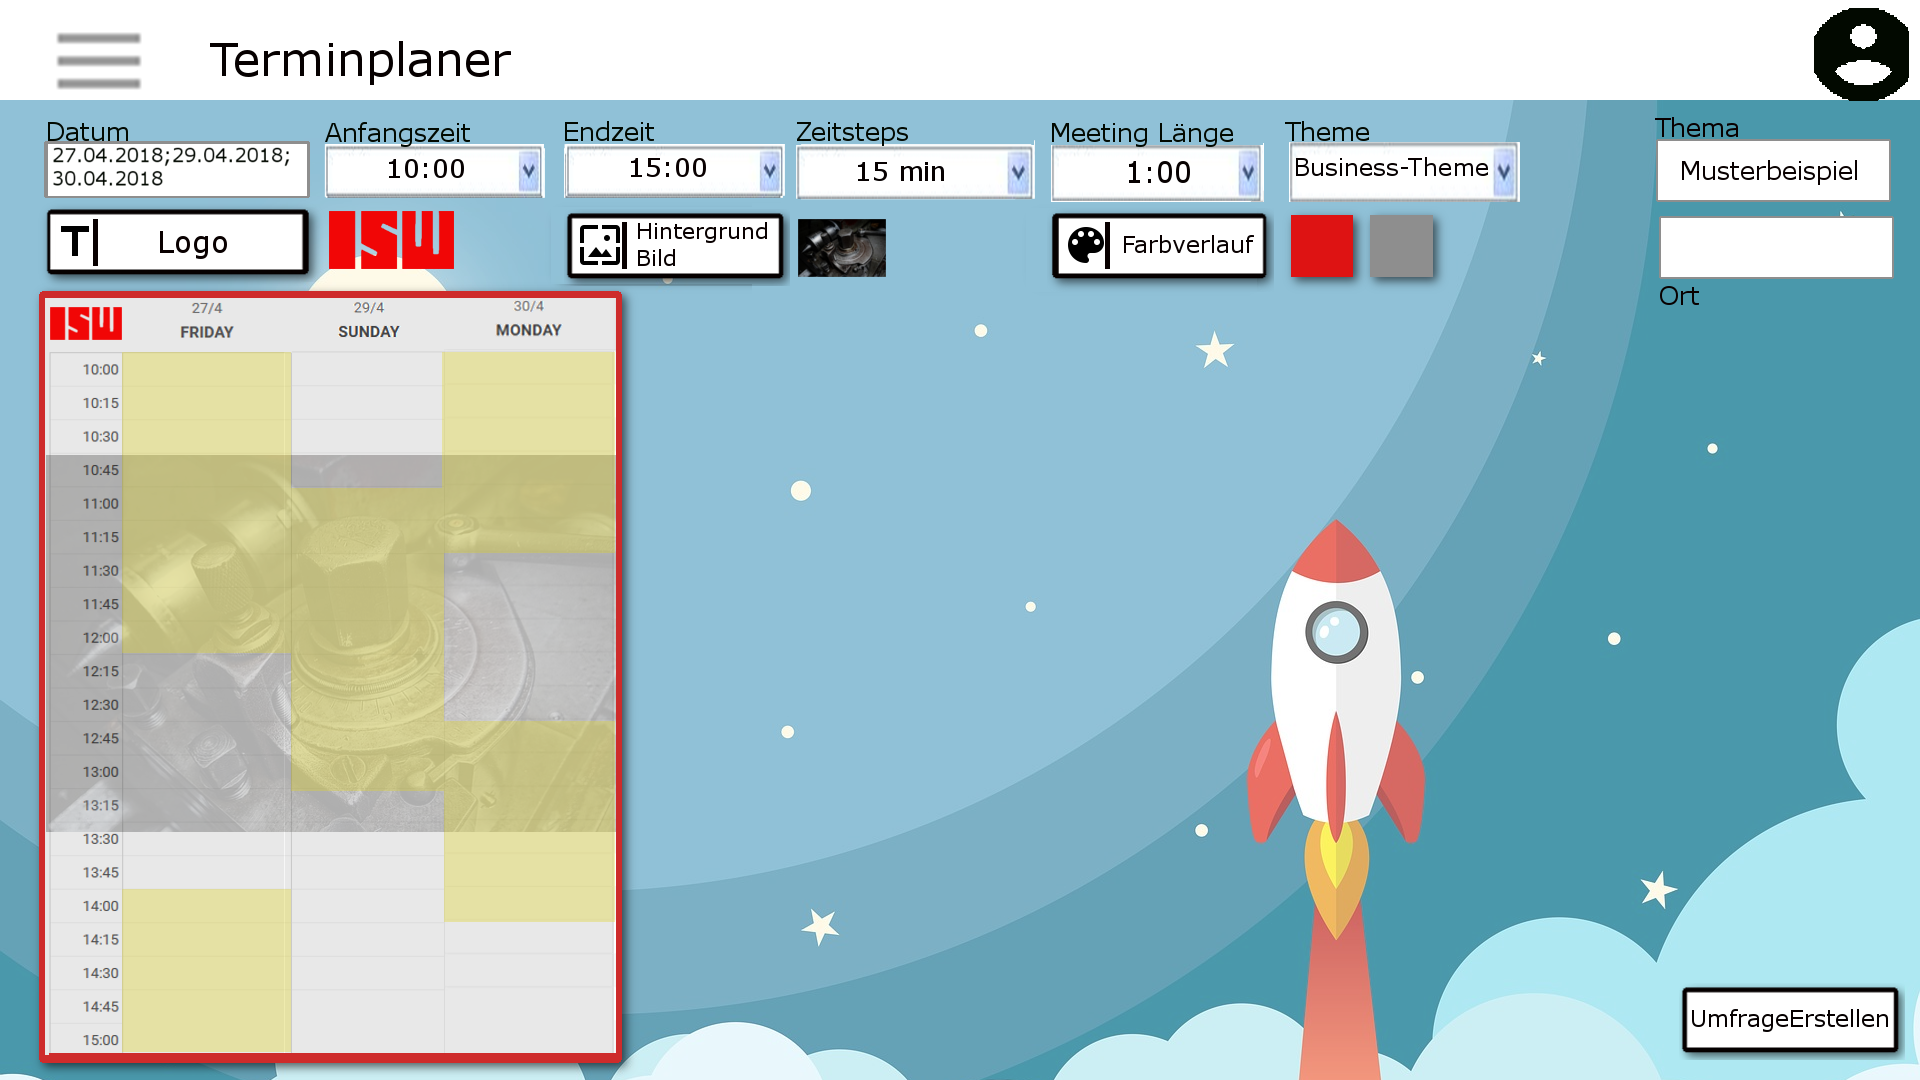 Terminplaner
Datum
Anfangszeit
Endzeit
Zeitsteps
Meeting Länge
Theme
Thema
27.04.2018;29.04.2018;
30.04.2018
10:00
15:00
15 min
1:00
Business-Theme
Musterbeispiel
T
Logo
ISW
Hintergrund
Bild
Farbverlauf
Ort
ISW
27/4
29/4
30/4
FRIDAY
SUNDAY
MONDAY
10:00
10:15
10:30
10:45
11:00
11:15
11:30
11:45
12:00
12:15
12:30
12:45
13:00
13:15
13:30
13:45
14:00
14:15
14:30
14:45
15:00
UmfrageErstellen